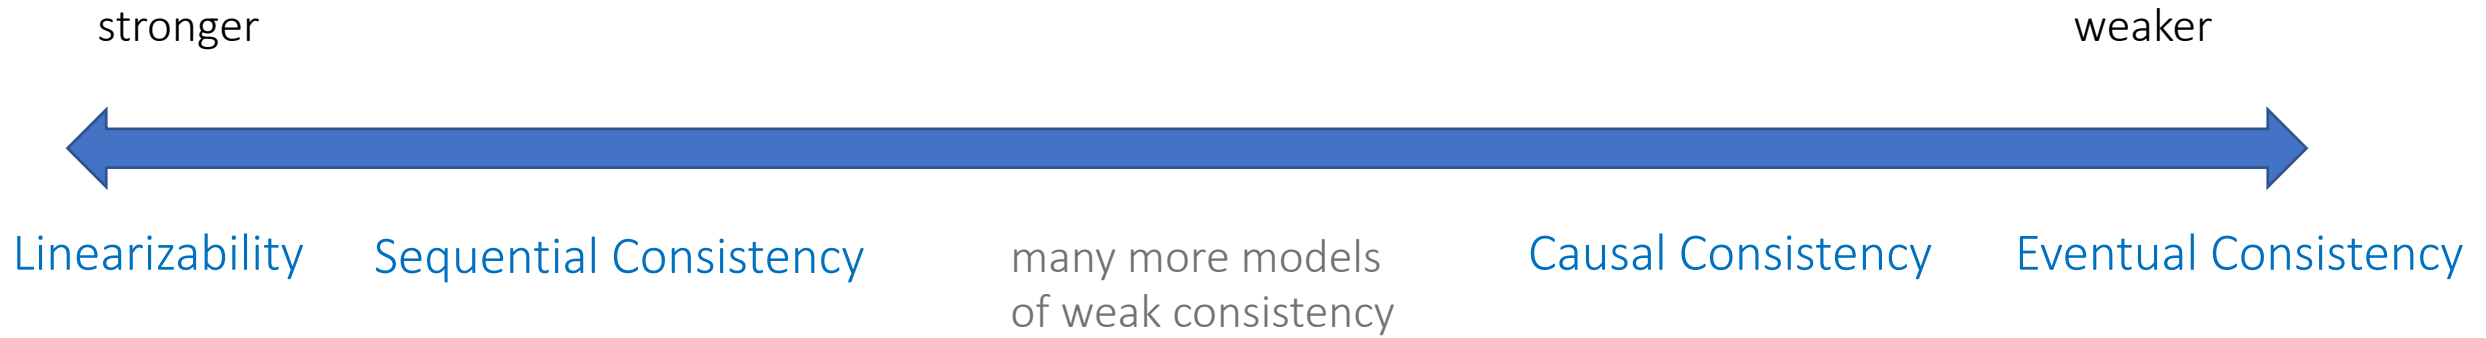 stronger
weaker
Linearizability
Sequential Consistency
many more models
of weak consistency
Causal Consistency
Eventual Consistency